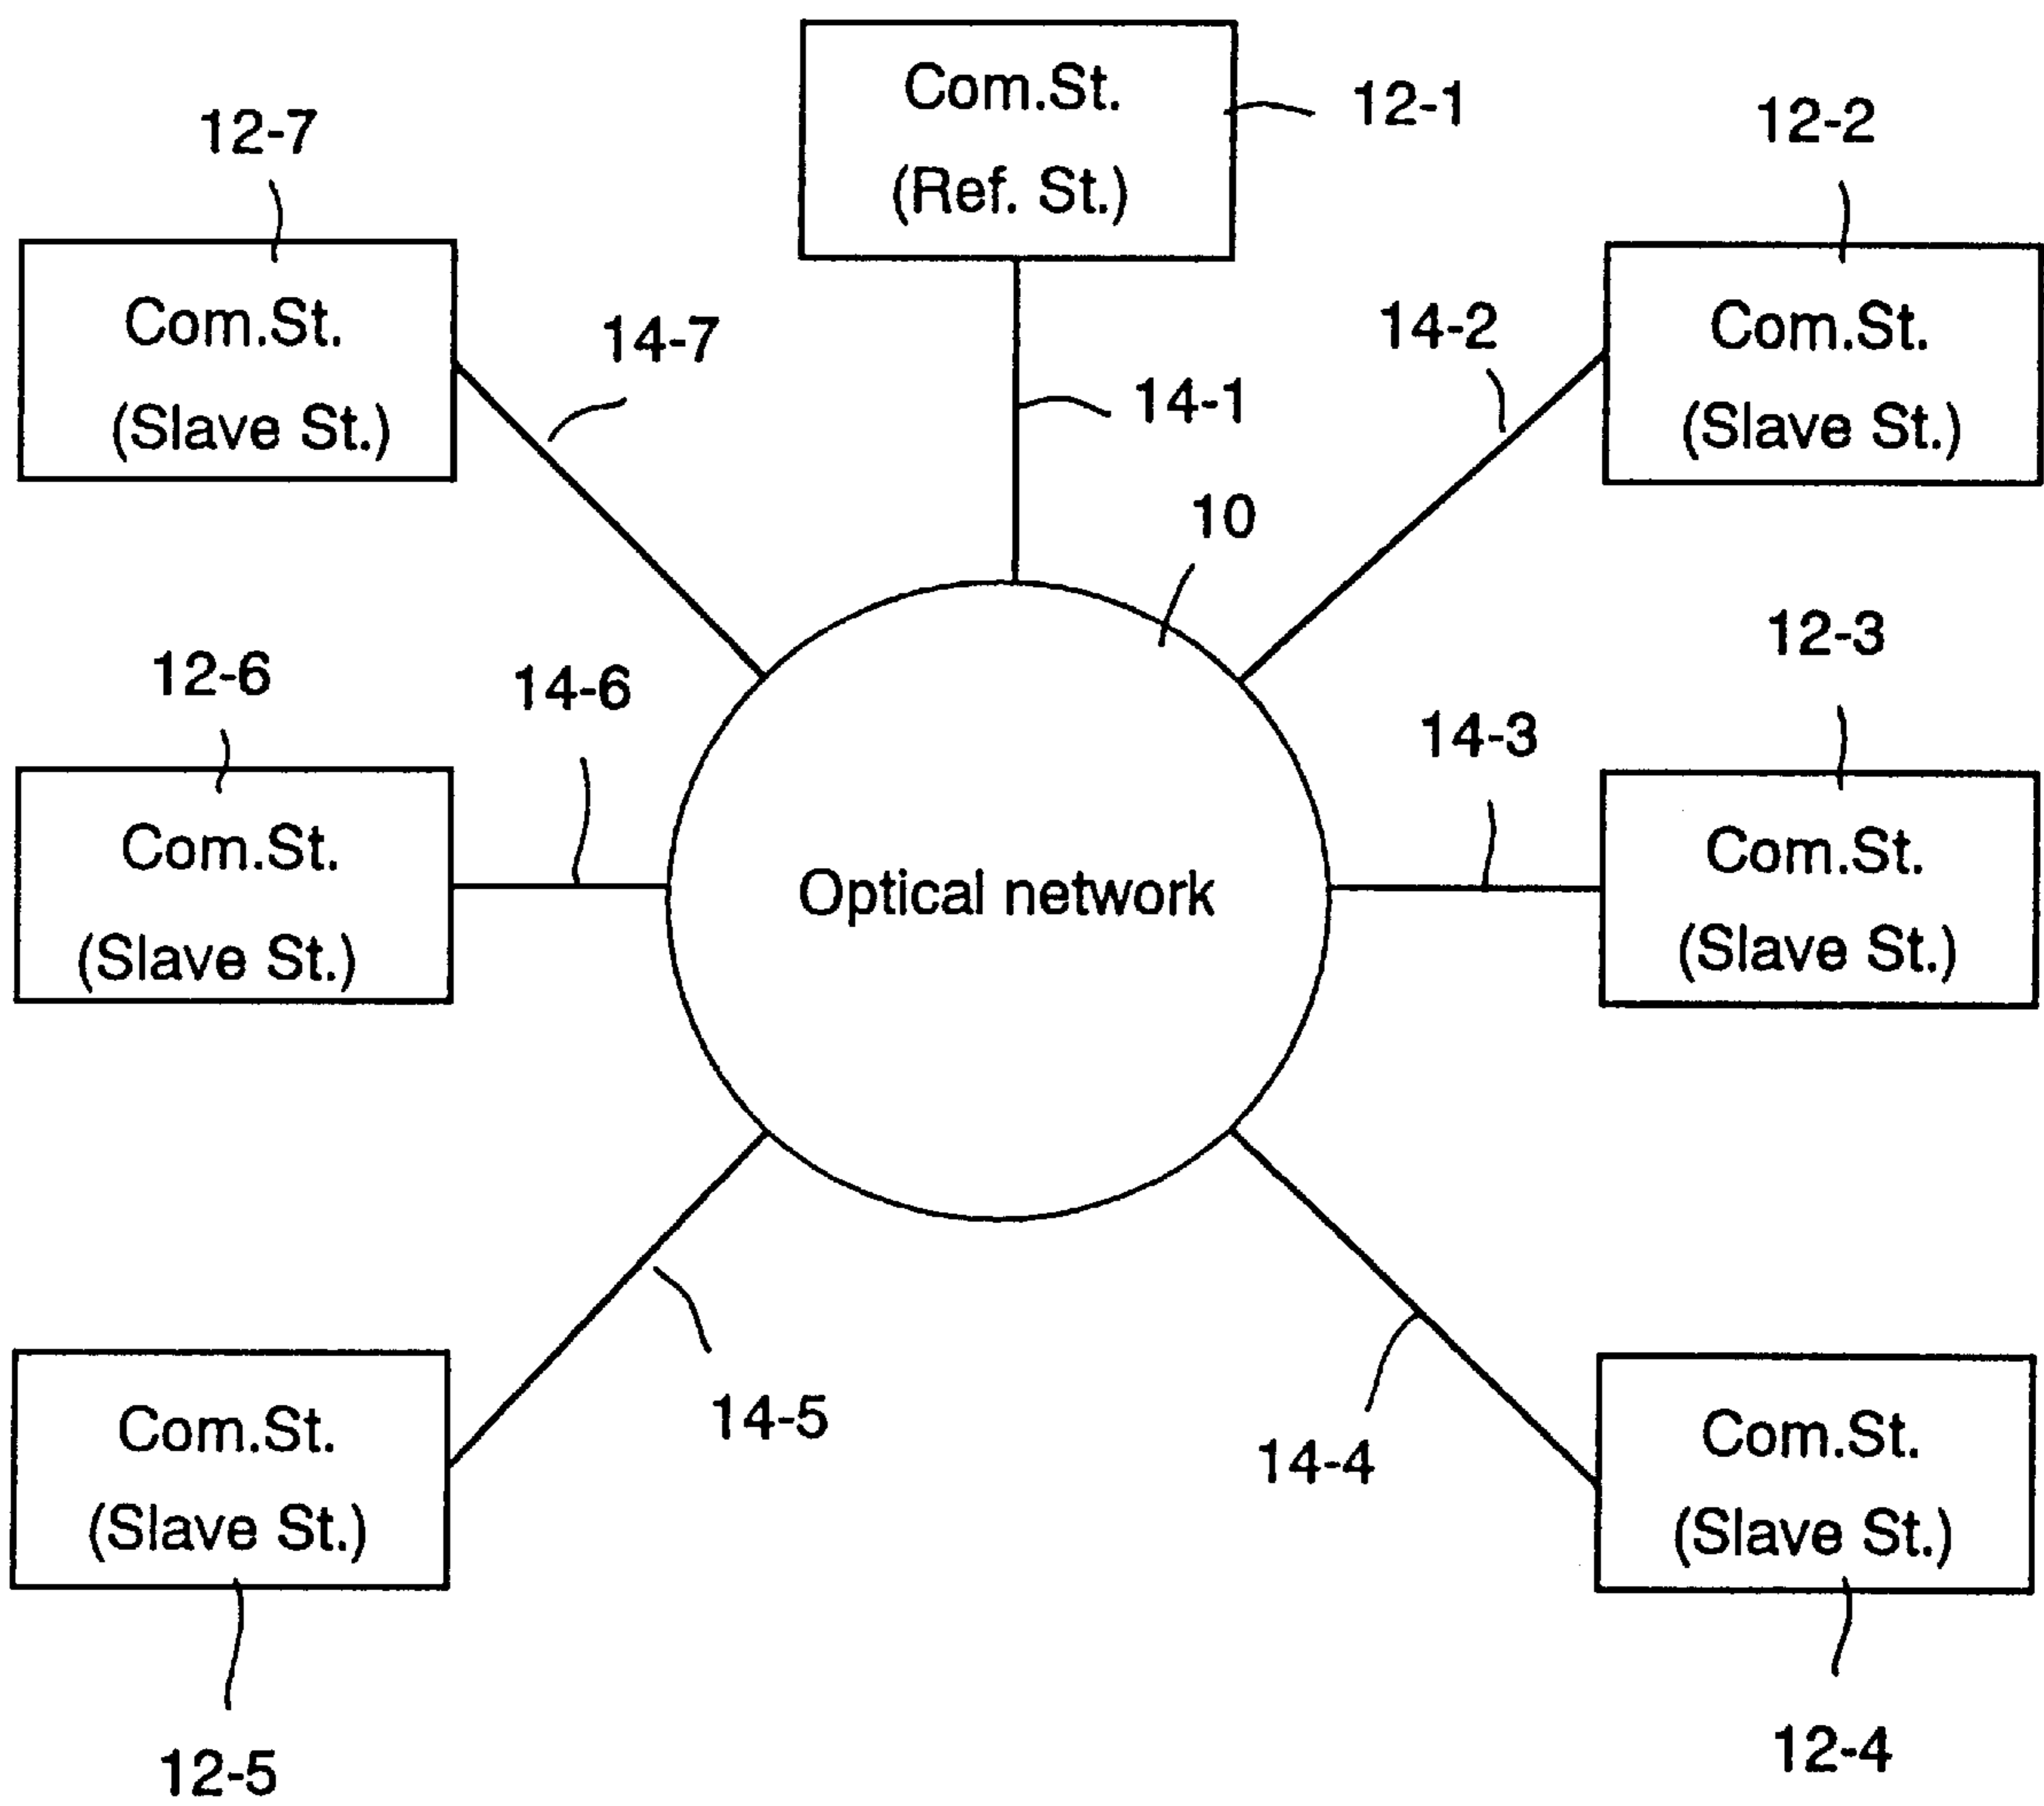 Com.St.
(Ref. St.)
12-1
12-7
12-2
Com.St.
(Slave St.)
14-7
14-1
14-2
Com.St.
(Slave St.)
10
12-6
14-6
12-3
14-3
Com.St.
(Slave St.)
Optical network
Com.St.
(Slave St.)
Com.St.
(Slave St.)
14-5
14-4
Com.St.
(Slave St.)
12-5
12-4